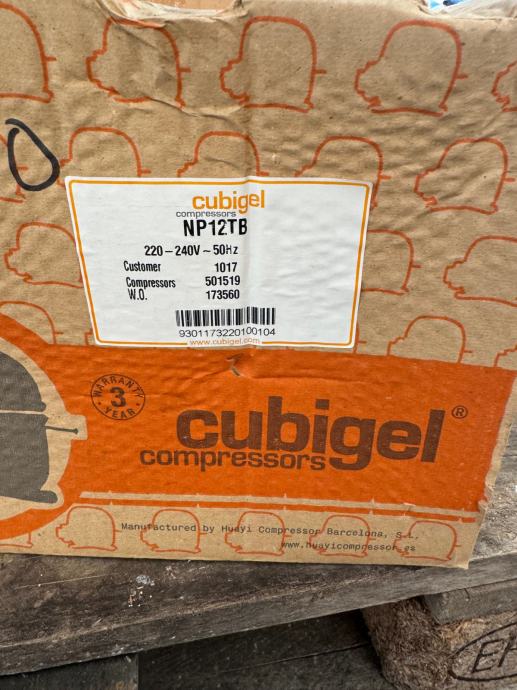 cubigel
compressors
NP12TB
220-240V~50Hz
Customer 1017
Compressors 501519
W.O. 173560
9301173220100104
www.cubigel.com
WARRANTY
3
YEAR
cubigel®
compressors
Manufactured by Huayi Compressor Barcelona, S.L.
www.huayicompressor.es